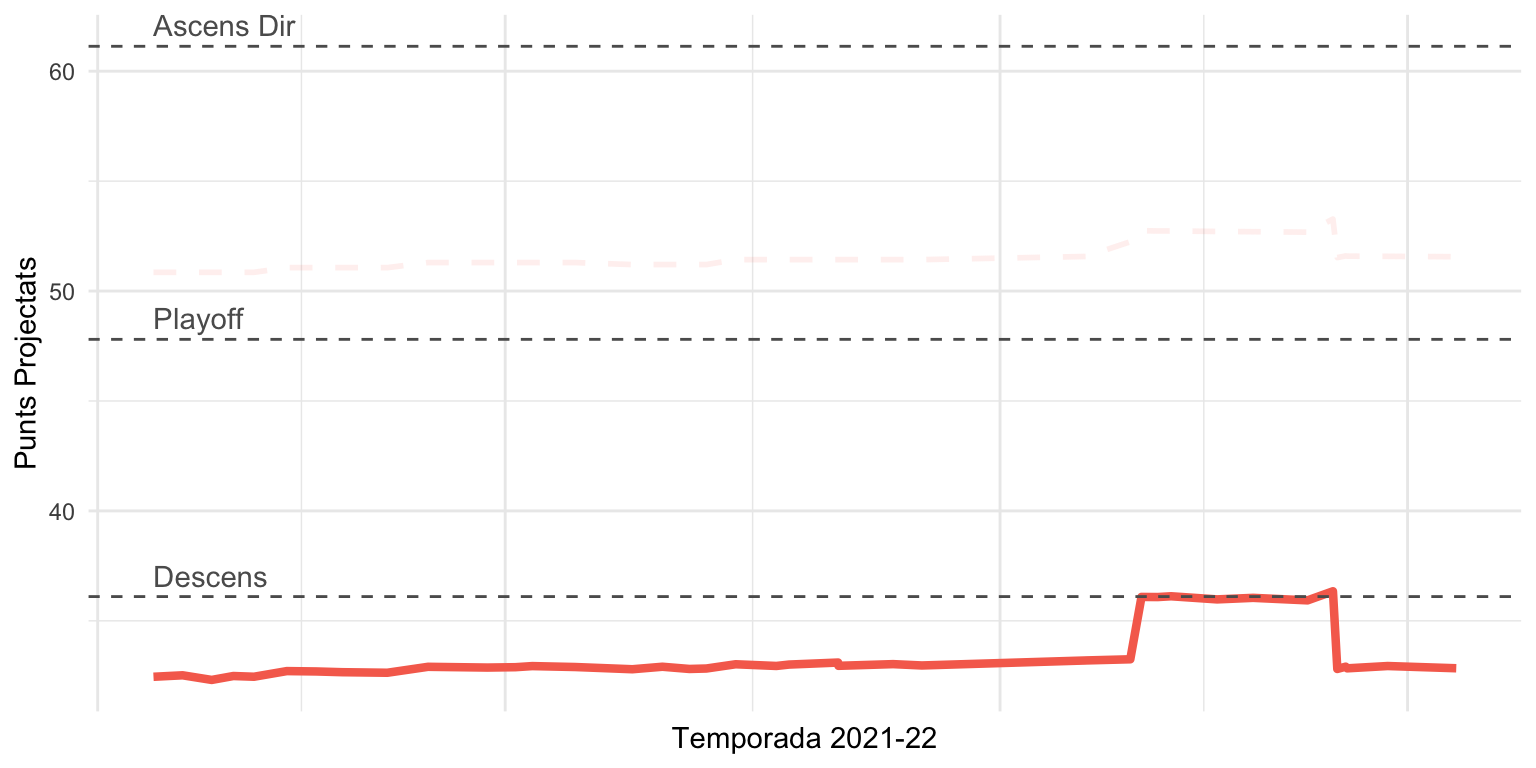 Ascens Dir
60
50
Playoff
Punts Projectats
40
Descens
Temporada 2021-22